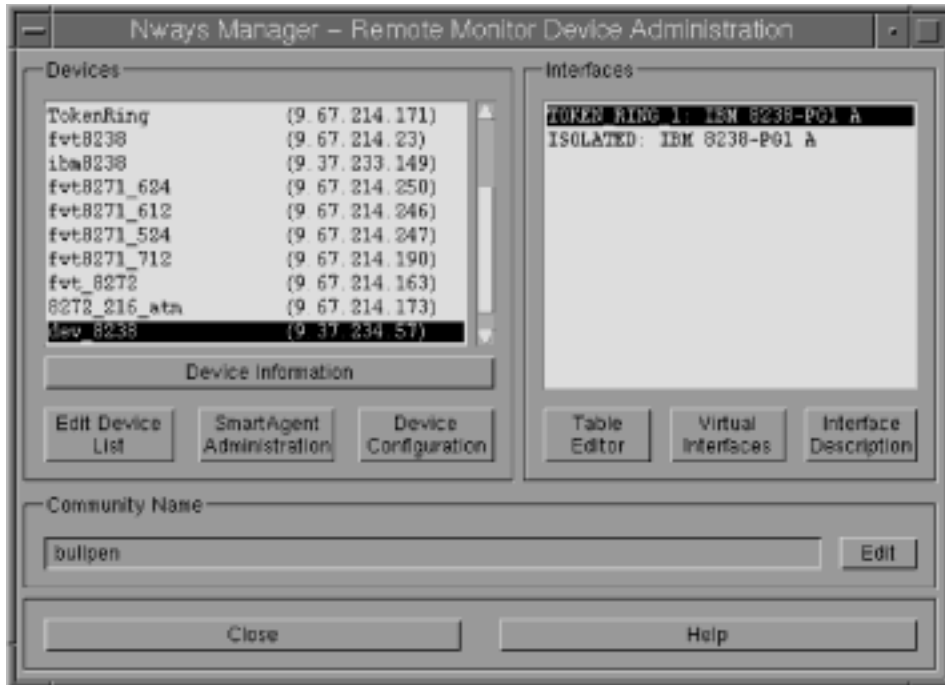 Nways Manager – Remote Monitor Device Administration
Devices
TokenRing (9.67.214.171)
fvt8238 (9.67.214.23)
ibm8238 (9.37.233.149)
fvt8271_624 (9.67.214.250)
fvt8271_612 (9.67.214.246)
fvt8271_524 (9.67.214.247)
fvt8271_712 (9.67.214.190)
fvt_8272 (9.67.214.163)
8272_216_atm (9.67.214.173)
dev_8238 (9.37.234.57)
Device Information
Edit Device
List
SmartAgent
Administration
Device
Configuration
Interfaces
TOKEN_RING_1: IBM 8238-PG1 A
ISOLATED: IBM 8238-PG1 A
Table
Editor
Virtual
Interfaces
Interface
Description
Community Name
bullpen
Edit
Close
Help